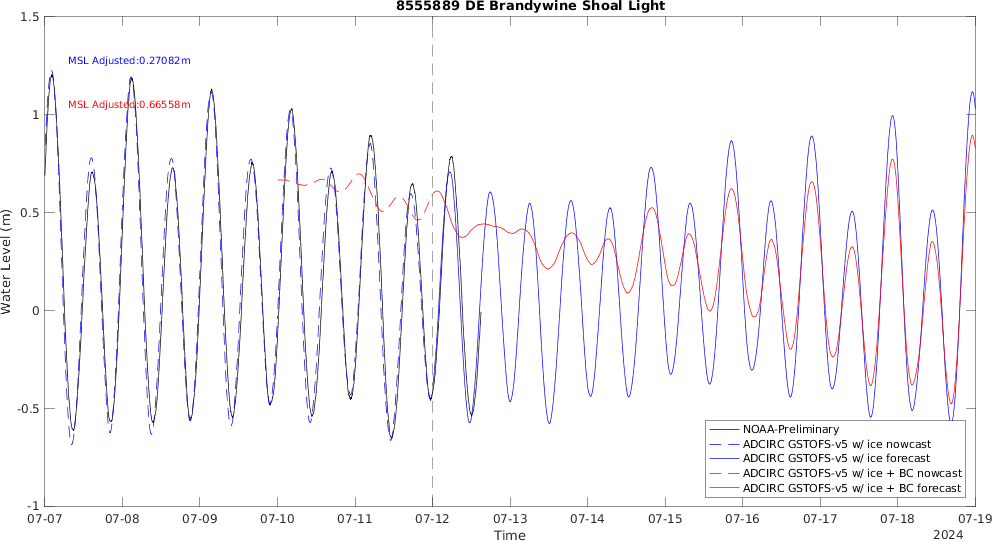 8555889 DE Brandywine Shoal Light
1.5
MSL Adjusted:0.27082m
MSL Adjusted:0.66558m
1
0.5
0
-0.5
-1
Water Level (m)
NOAA-Preliminary
ADCIRC GSTOFS-v5 w/ ice nowcast
ADCIRC GSTOFS-v5 w/ ice forecast
ADCIRC GSTOFS-v5 w/ ice + BC nowcast
ADCIRC GSTOFS-v5 w/ ice + BC forecast
07-07 07-08 07-09 07-10 07-11 07-12 07-13 07-14 07-15 07-16 07-17 07-18 07-19
Time
2024